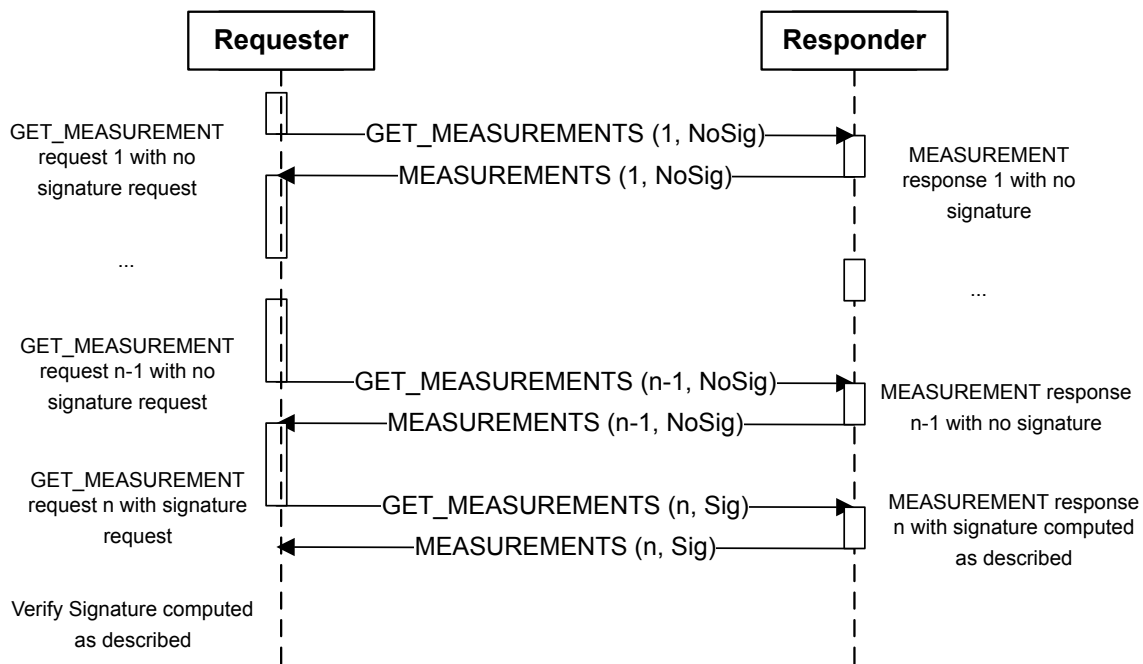 Requester
Responder
GET_MEASUREMENT
request 1 with no
signature request
GET_MEASUREMENTS (1, NoSig)
MEASUREMENTS (1, NoSig)
MEASUREMENT
response 1 with no
signature
...
...
GET_MEASUREMENT
request n-1 with no
signature request
GET_MEASUREMENTS (n-1, NoSig)
MEASUREMENTS (n-1, NoSig)
MEASUREMENT response
n-1 with no signature
GET_MEASUREMENT
request n with signature
request
GET_MEASUREMENTS (n, Sig)
MEASUREMENTS (n, Sig)
MEASUREMENT response
n with signature computed
as described
Verify Signature computed
as described